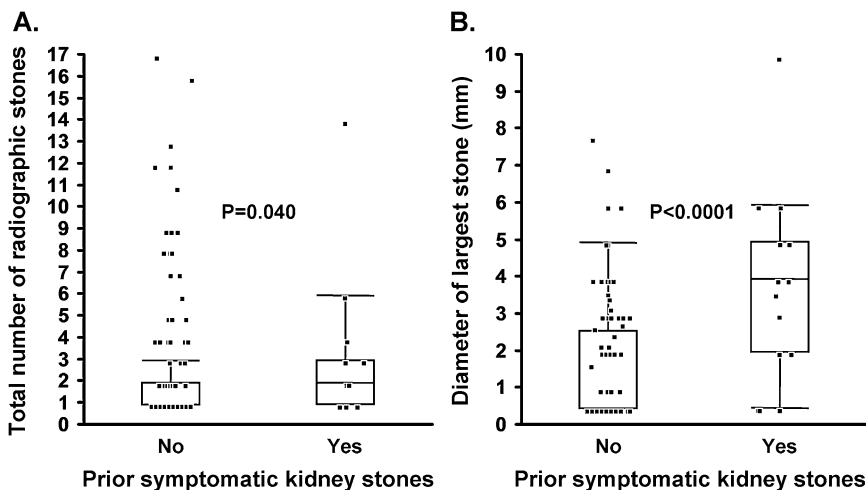 A.
Total number of radiographic stones
17
16
15
14
13
12
11
10
9
8
7
6
5
4
3
2
1
0
P=0.040
No Yes
Prior symptomatic kidney stones
B.
Diameter of largest stone (mm)
10
9
8
7
6
5
4
3
2
1
0
P<0.0001
No Yes
Prior symptomatic kidney stones